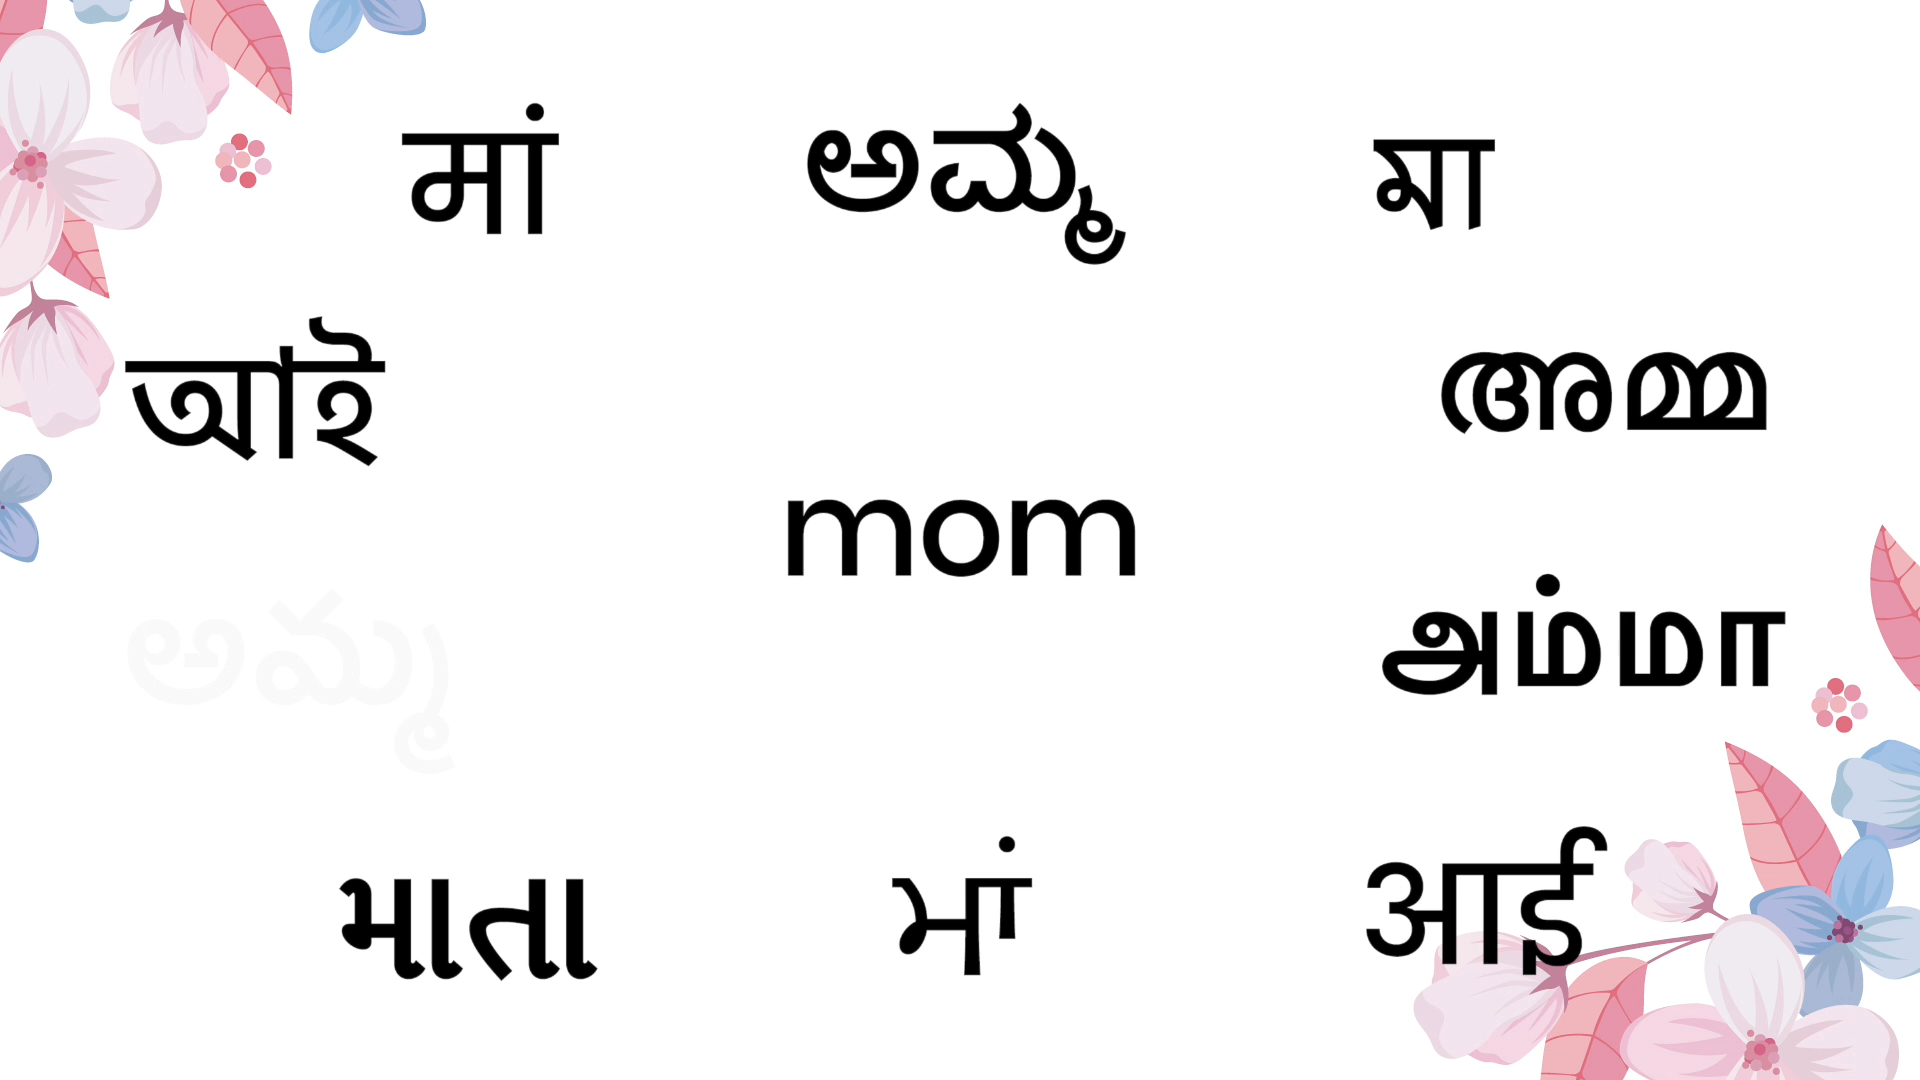 मां
ಅಮ್ಮ
মা
আই
അമ്മ
mom
అమ్మ
அம்மா
માતા
ਮਾਂ
आई